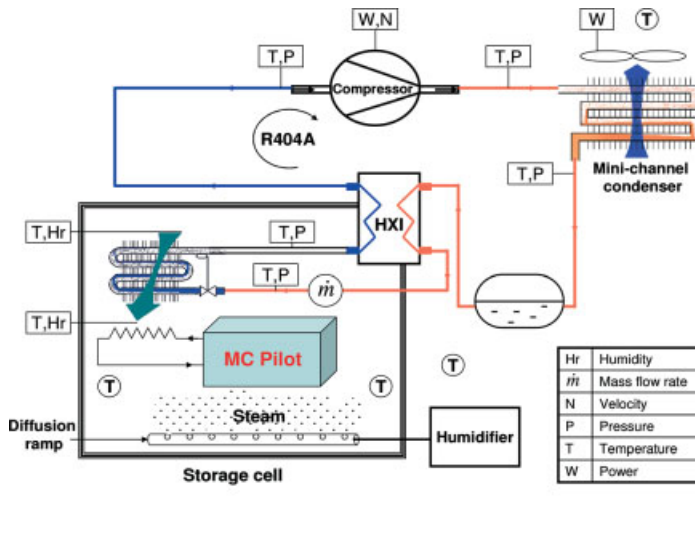 W,N
W
T
T,P
T,P
Compressor
R404A
Mini-channel
condenser
T,P
HXI
T,Hr
T,P
T,P
ṁ
T,Hr
MC Pilot
T
T
T
Steam
Diffusion
ramp
Humidifier
Storage cell
Hr Humidity
ṁ Mass flow rate
N Velocity
P Pressure
T Temperature
W Power